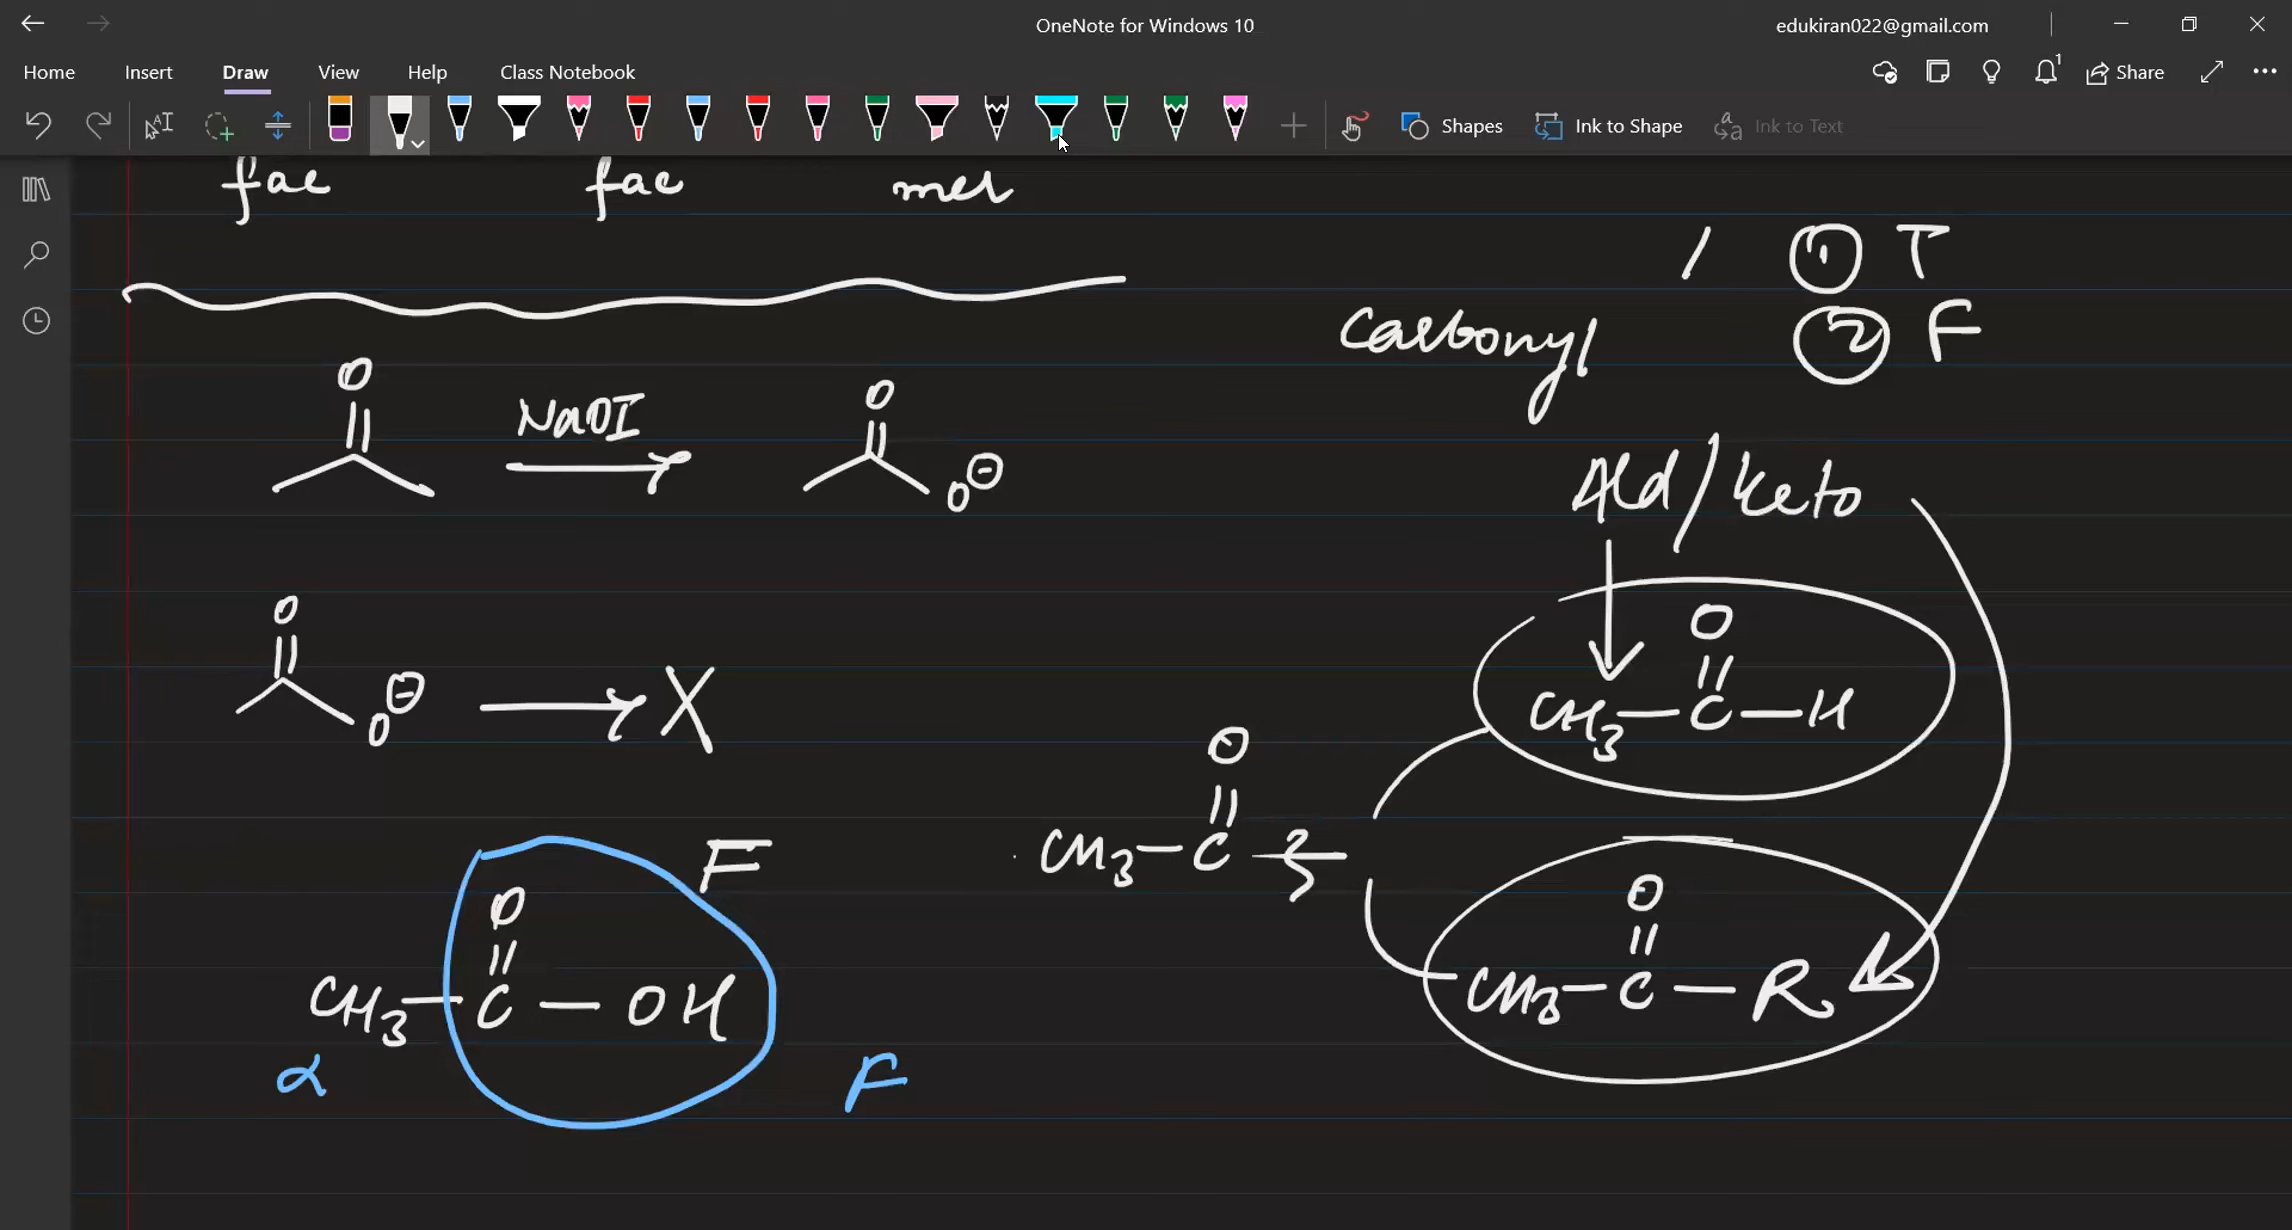 OneNote for Windows 10
edukiran022@gmail.com
Home Insert Draw View Help Class Notebook
1 Share
Shapes Ink to Shape Ink to Text
fac fac mer
/ ① T
Carbonyl ② F
O
NaOI
O
O⊖
Ald/keto
O
O⊖ → X
O
CH3–C–H
O
CH3–C
F
O
CH3–C–OH
O
CH3–C–R
α F